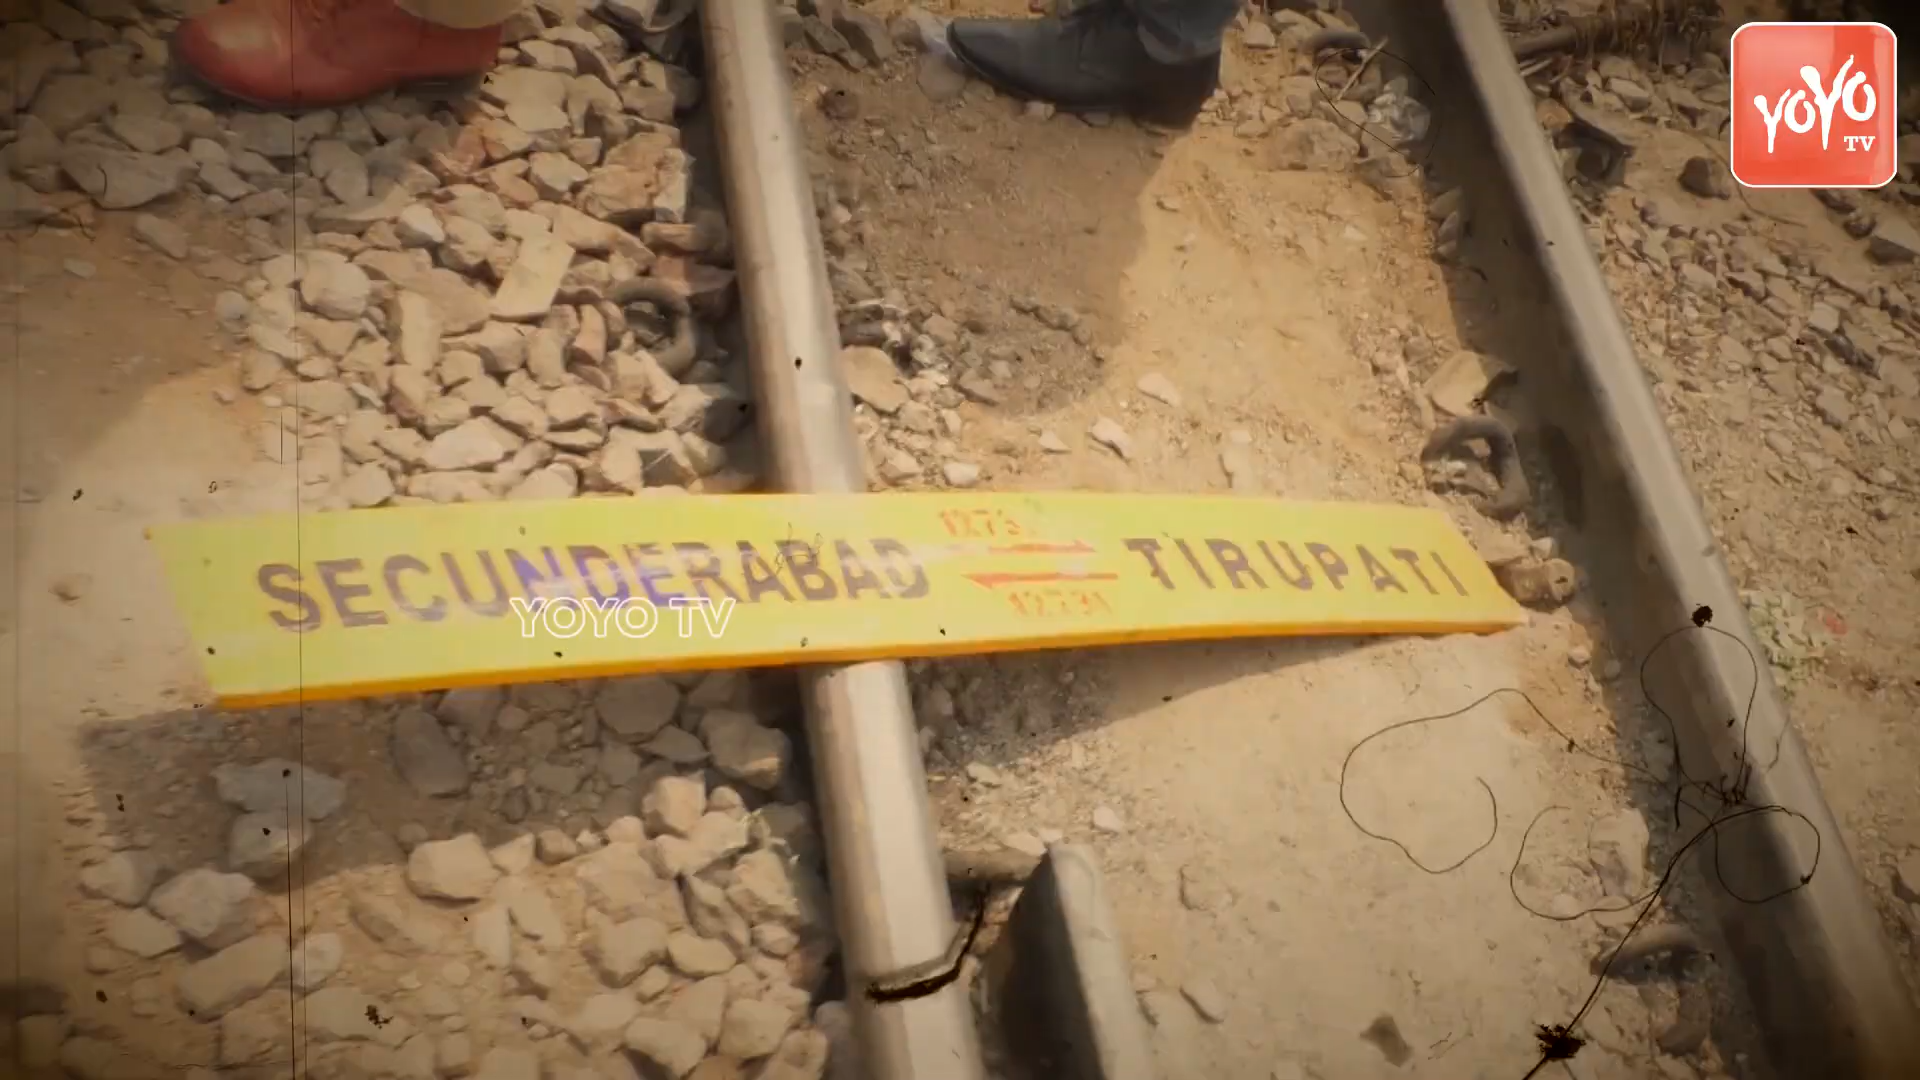 YOYO
TV
SECUNDERABAD TIRUPATI
12731
YOYO TV